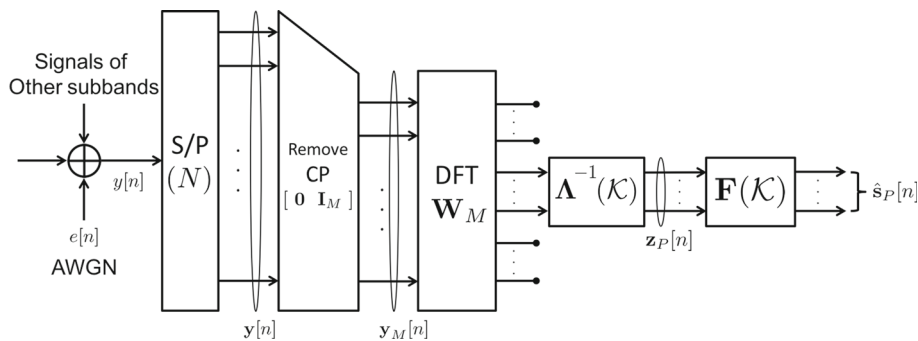 Signals of
Other subbands
y[n]
e[n]
AWGN
S/P
(N)
y[n]
Remove
CP
[ 0 I_M ]
y_M[n]
DFT
W_M
Λ^{-1}(𝒦)
z_P[n]
F(𝒦)
ŝ_P[n]